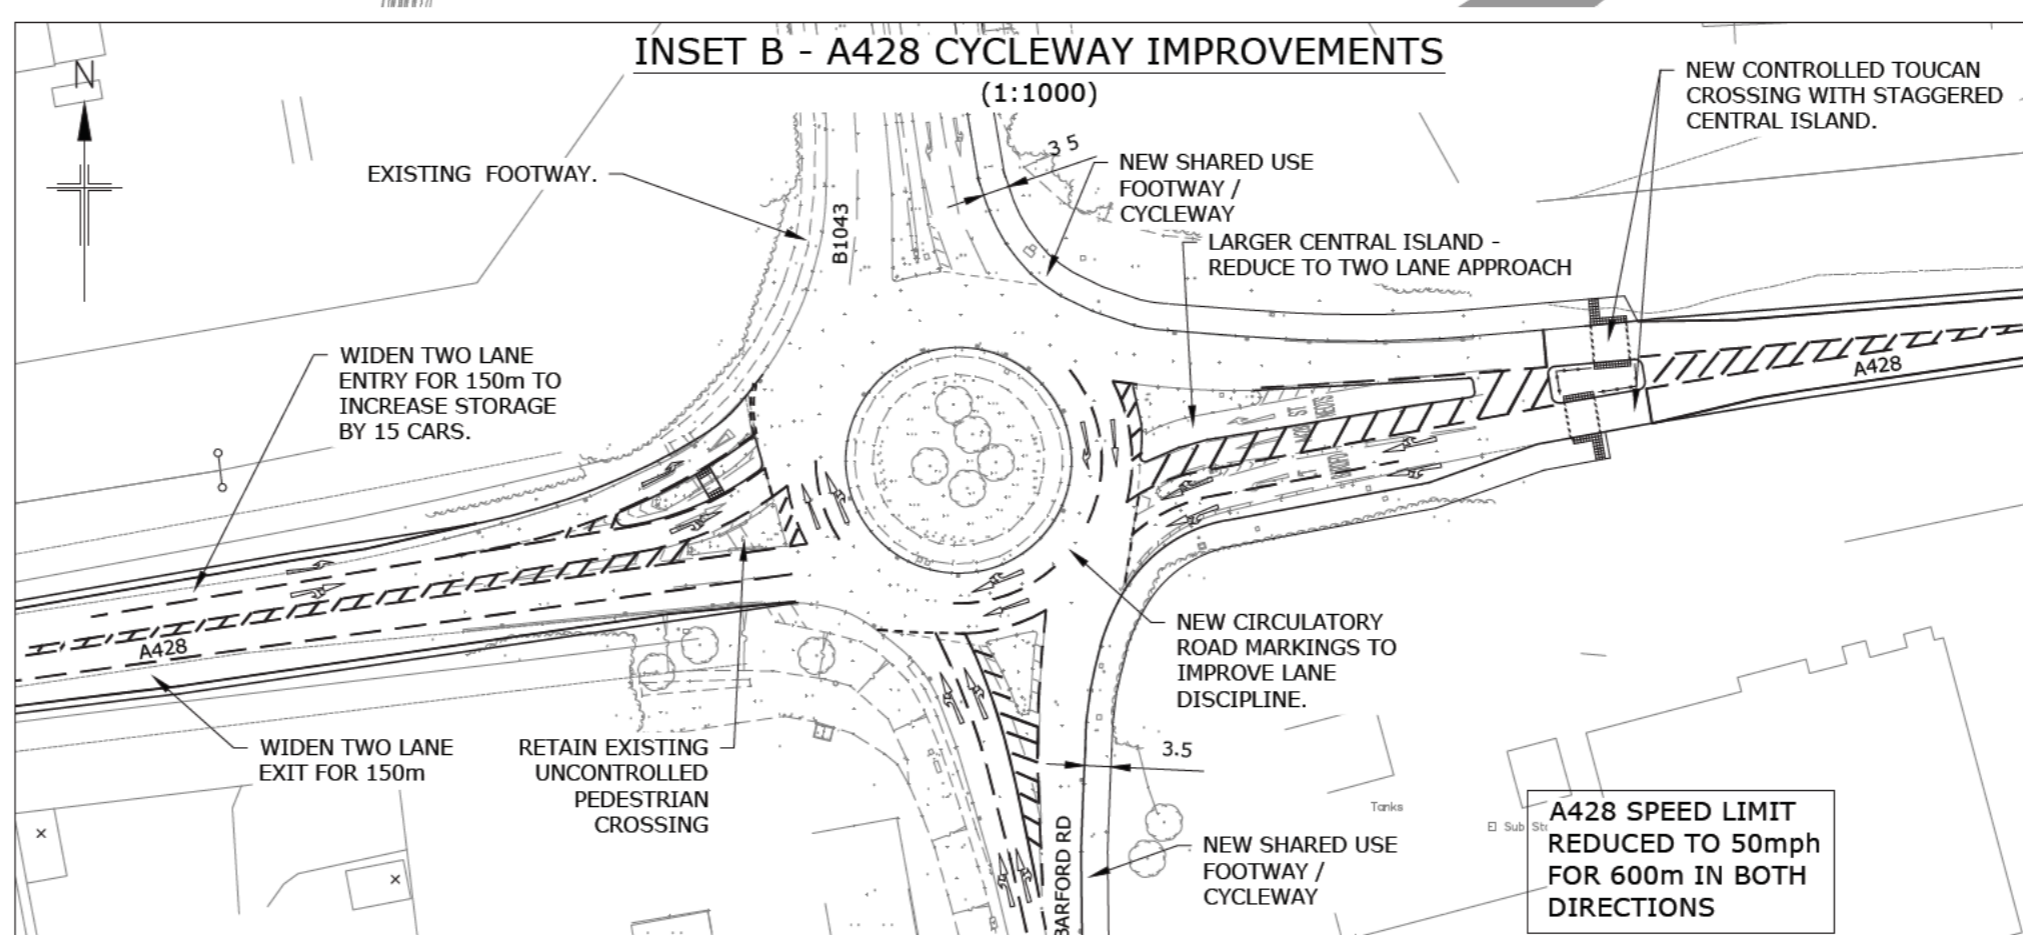 INSET B - A428 CYCLEWAY IMPROVEMENTS
(1:1000)
N
NEW CONTROLLED TOUCAN
CROSSING WITH STAGGERED
CENTRAL ISLAND.
EXISTING FOOTWAY.
3 5
NEW SHARED USE
FOOTWAY /
CYCLEWAY
B1043
LARGER CENTRAL ISLAND -
REDUCE TO TWO LANE APPROACH
WIDEN TWO LANE
ENTRY FOR 150m TO
INCREASE STORAGE
BY 15 CARS.
A428
A428
NEW CIRCULATORY
ROAD MARKINGS TO
IMPROVE LANE
DISCIPLINE.
WIDEN TWO LANE
EXIT FOR 150m
RETAIN EXISTING
UNCONTROLLED
PEDESTRIAN
CROSSING
3.5
Tanks
Sub
BARFORD RD
NEW SHARED USE
FOOTWAY /
CYCLEWAY
A428 SPEED LIMIT
REDUCED TO 50mph
FOR 600m IN BOTH
DIRECTIONS